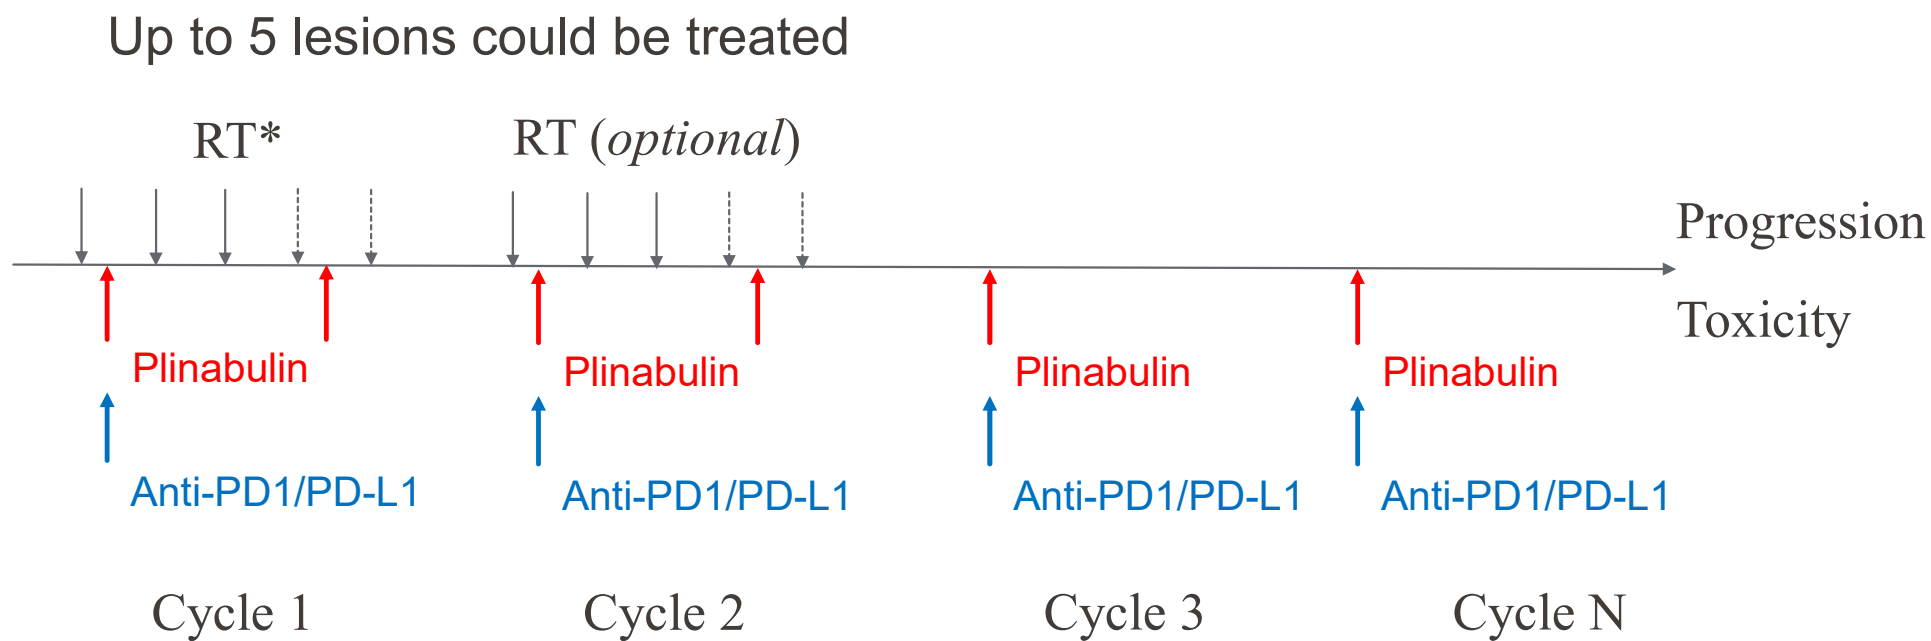 Up to 5 lesions could be treated
RT*
RT (optional)
Progression
Toxicity
Plinabulin
Plinabulin
Plinabulin
Plinabulin
Anti-PD1/PD-L1
Anti-PD1/PD-L1
Anti-PD1/PD-L1
Anti-PD1/PD-L1
Cycle 1
Cycle 2
Cycle 3
Cycle N